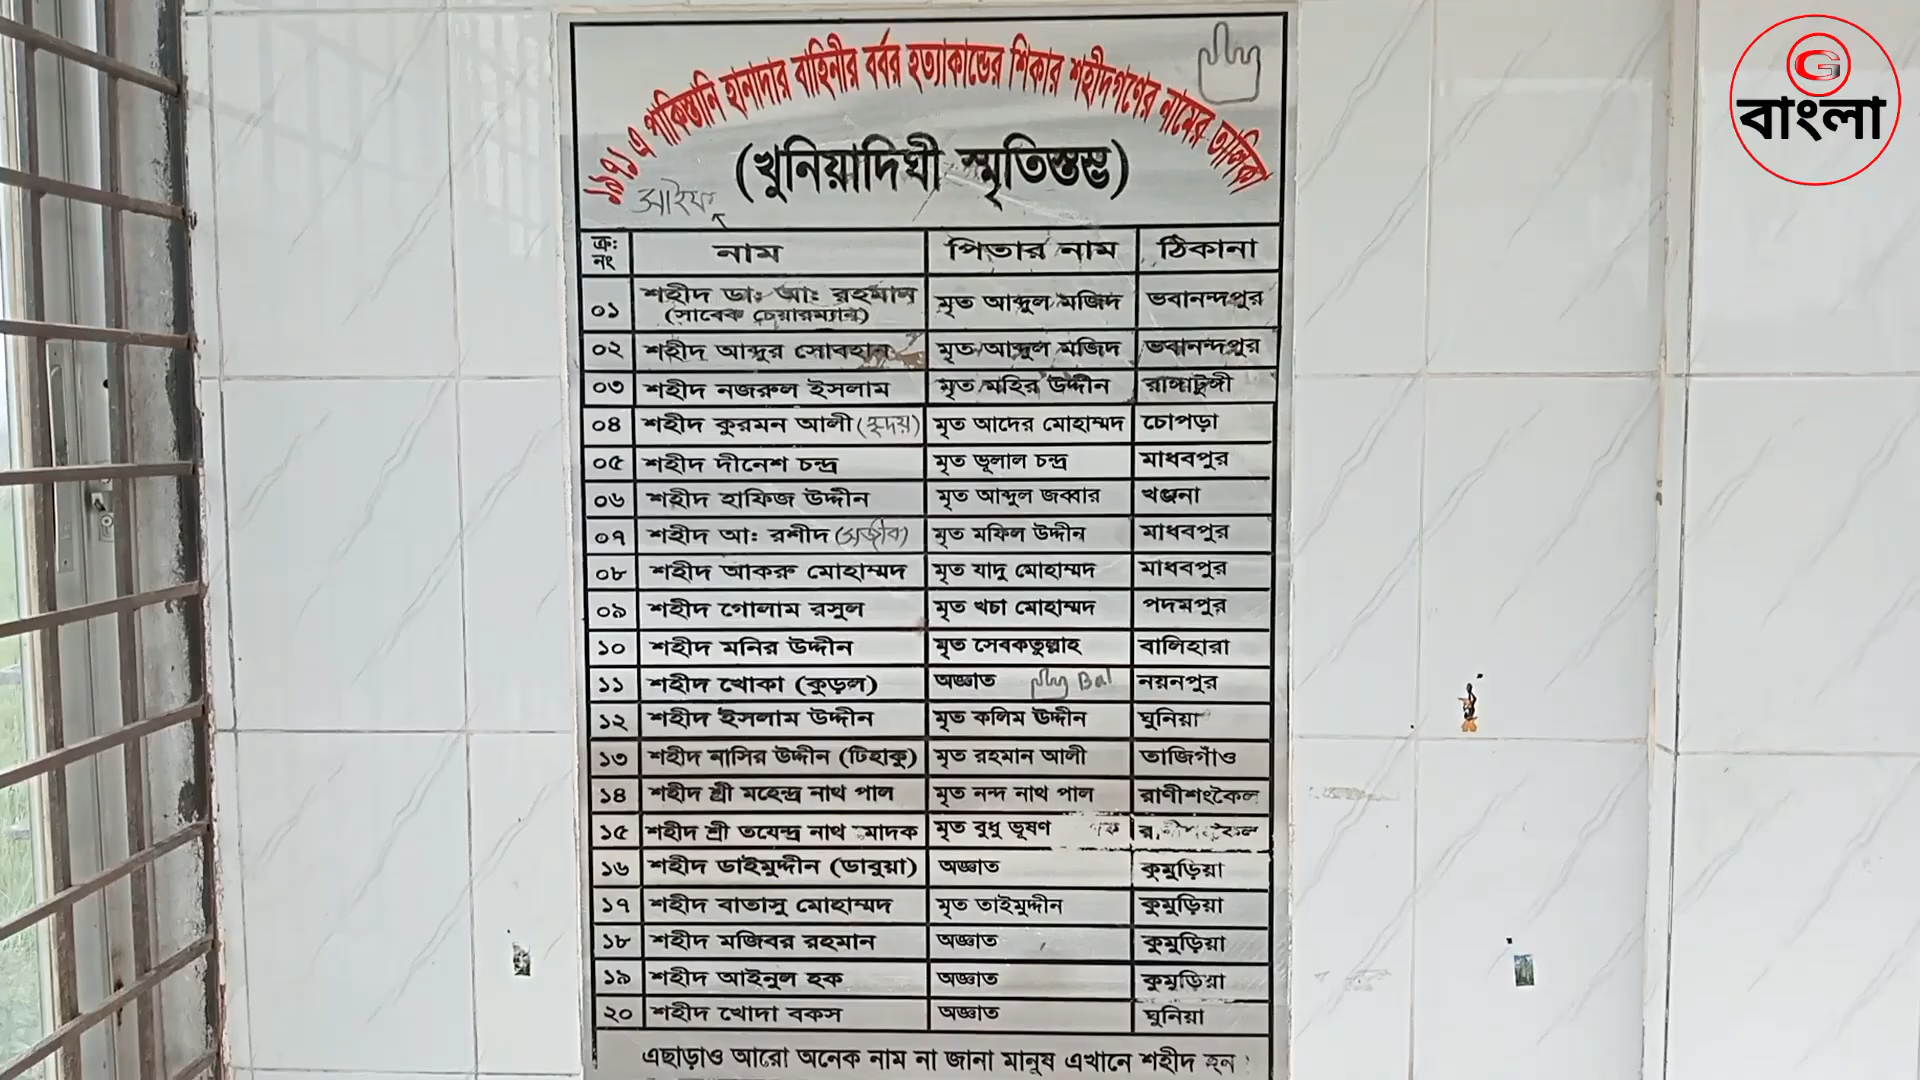 ১৯৭১ এ পাকিস্তানি হানাদার বাহিনীর বর্বর হত্যাকান্ডের শিকার শহীদগণের নামের তালিকা
(খুনিয়াদিঘী স্মৃতিস্তম্ভ)
G
বাংলা
ক্র: নং নাম পিতার নাম ঠিকানা
০১ শহীদ ডাঃ আঃ রহমান (সাবেক চেয়ারম্যান) মৃত আব্দুল মজিদ ভবানন্দপুর
০২ শহীদ আব্দুর সোবহান মৃত আব্দুল মজিদ ভবানন্দপুর
০৩ শহীদ নজরুল ইসলাম মৃত মহির উদ্দীন রাঙ্গাটুঙ্গী
০৪ শহীদ কুরমন আলী (হৃদয়) মৃত আদের মোহাম্মদ চোপড়া
০৫ শহীদ দীনেশ চন্দ্র মৃত ভূলাল চন্দ্র মাধবপুর
০৬ শহীদ হাফিজ উদ্দীন মৃত আব্দুল জব্বার খঞ্জনা
০৭ শহীদ আঃ রশীদ মৃত মফিল উদ্দীন মাধবপুর
০৮ শহীদ আকরু মোহাম্মদ মৃত যাদু মোহাম্মদ মাধবপুর
০৯ শহীদ গোলাম রসুল মৃত খচা মোহাম্মদ পদমপুর
১০ শহীদ মনির উদ্দীন মৃত সেবকতুল্লাহ বালিহারা
১১ শহীদ খোকা (কুড়ল) অজ্ঞাত Bal নয়নপুর
১২ শহীদ ইসলাম উদ্দীন মৃত কলিম উদ্দীন ঘুনিয়া
১৩ শহীদ নাসির উদ্দীন (টিহাকু) মৃত রহমান আলী তাজিগাঁও
১৪ শহীদ শ্রী মহেন্দ্র নাথ পাল মৃত নন্দ নাথ পাল রাণীশংকৈল
১৫ শহীদ শ্রী তযেন্দ্র নাথ মৃত বুধু ভূষণ
১৬ শহীদ ডাইমুদ্দীন (ডাবুয়া) অজ্ঞাত কুমুড়িয়া
১৭ শহীদ বাতাসু মোহাম্মদ মৃত তাইমুদ্দীন কুমুড়িয়া
১৮ শহীদ মজিবর রহমান অজ্ঞাত কুমুড়িয়া
১৯ শহীদ আইনুল হক অজ্ঞাত কুমুড়িয়া
২০ শহীদ খোদা বকস অজ্ঞাত ঘুনিয়া
এছাড়াও আরো অনেক নাম না জানা মানুষ এখানে শহীদ হন